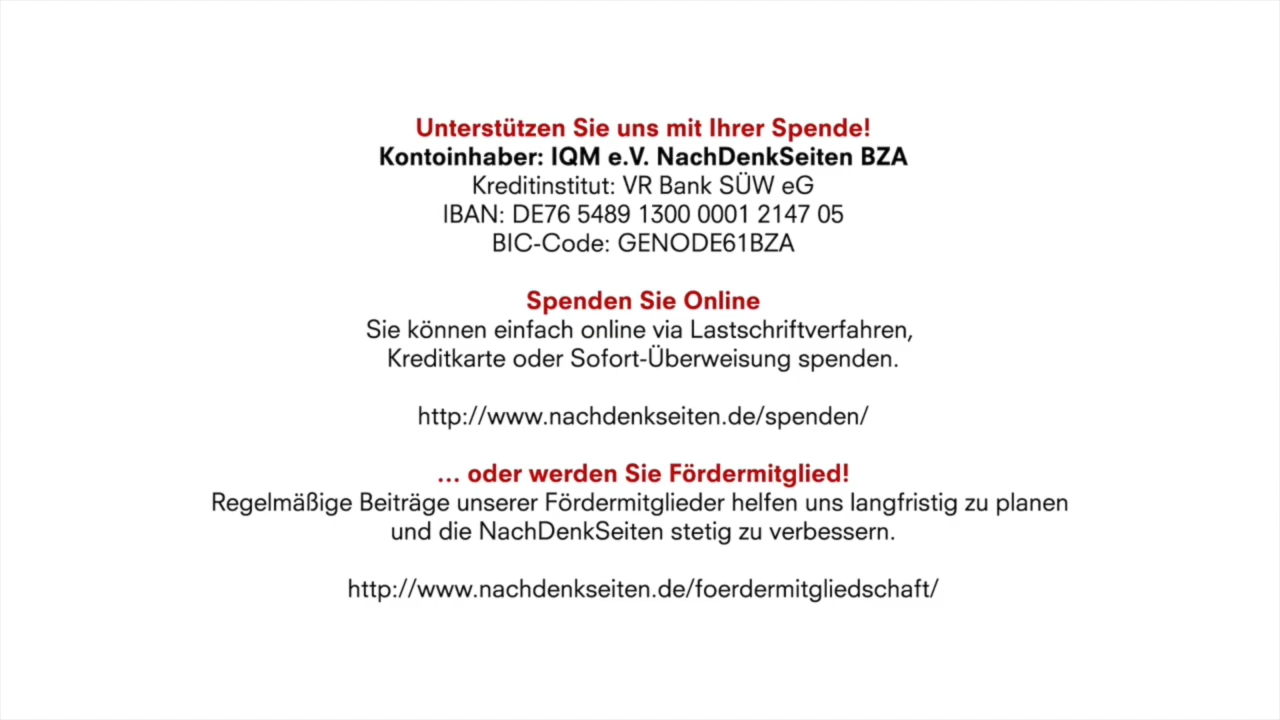 Unterstützen Sie uns mit Ihrer Spende!
Kontoinhaber: IQM e.V. NachDenkSeiten BZA
Kreditinstitut: VR Bank SÜW eG
IBAN: DE76 5489 1300 0001 2147 05
BIC-Code: GENODE61BZA
Spenden Sie Online
Sie können einfach online via Lastschriftverfahren,
Kreditkarte oder Sofort-Überweisung spenden.
http://www.nachdenkseiten.de/spenden/
... oder werden Sie Fördermitglied!
Regelmäßige Beiträge unserer Fördermitglieder helfen uns langfristig zu planen
und die NachDenkSeiten stetig zu verbessern.
http://www.nachdenkseiten.de/foerdermitgliedschaft/